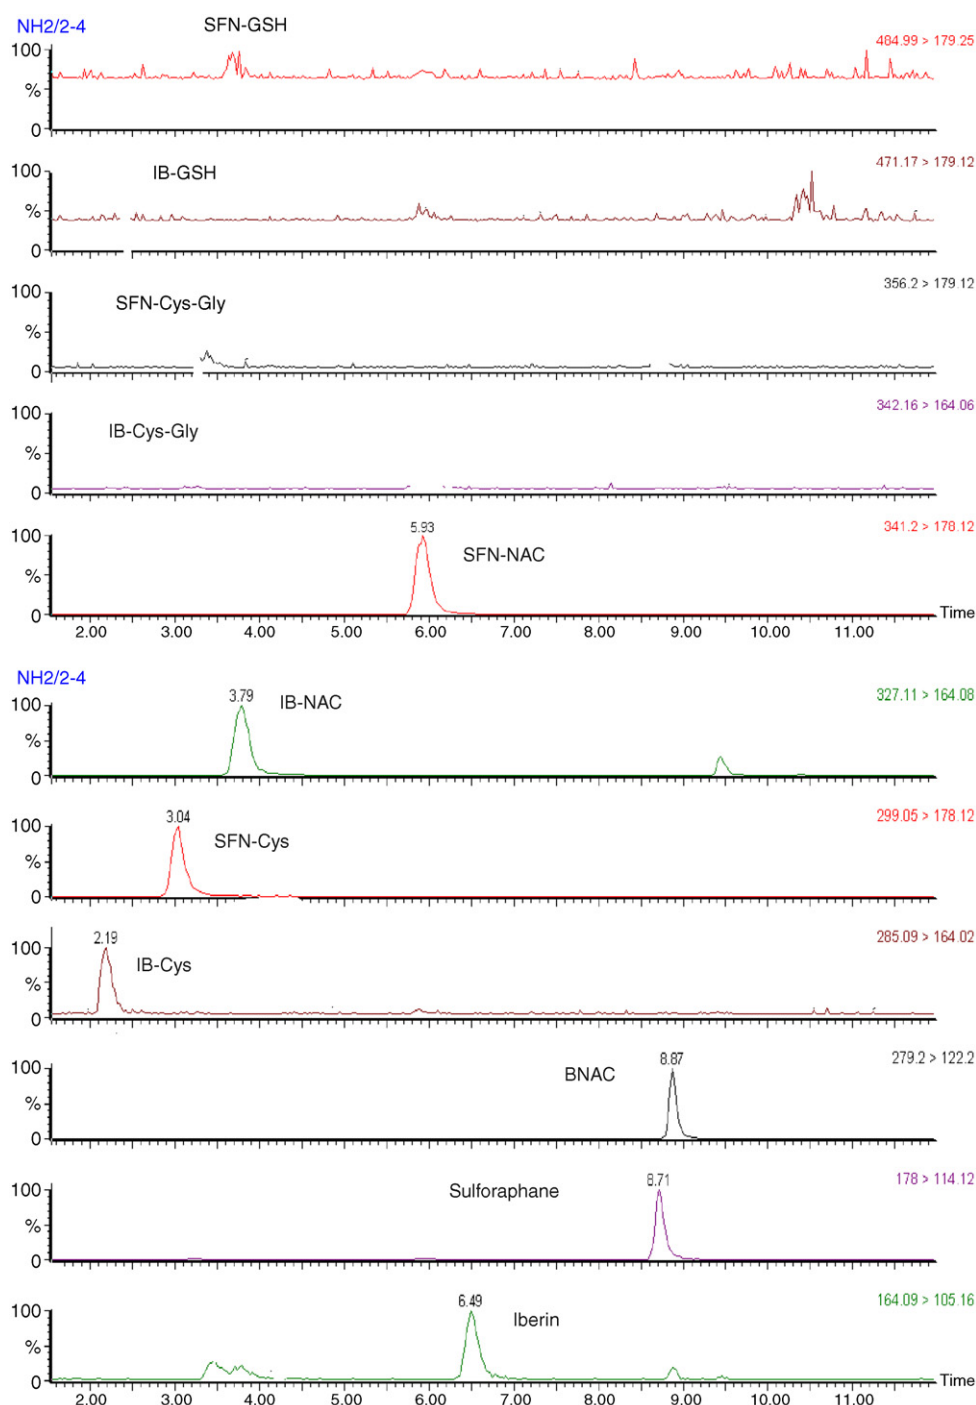 NH2/2-4
SFN-GSH
484.99 > 179.25
100
%
0
IB-GSH
471.17 > 179.12
100
%
0
SFN-Cys-Gly
356.2 > 179.12
100
%
0
IB-Cys-Gly
342.16 > 164.06
100
%
0
5.93
SFN-NAC
341.2 > 178.12
100
%
0
Time
2.00 3.00 4.00 5.00 6.00 7.00 8.00 9.00 10.00 11.00
NH2/2-4
3.79
IB-NAC
327.11 > 164.08
100
%
0
3.04
SFN-Cys
299.05 > 178.12
100
%
0
2.19
IB-Cys
285.09 > 164.02
100
%
0
8.87
BNAC
279.2 > 122.2
100
%
0
8.71
Sulforaphane
178 > 114.12
100
%
0
6.49
Iberin
164.09 > 105.16
100
%
0
Time
2.00 3.00 4.00 5.00 6.00 7.00 8.00 9.00 10.00 11.00